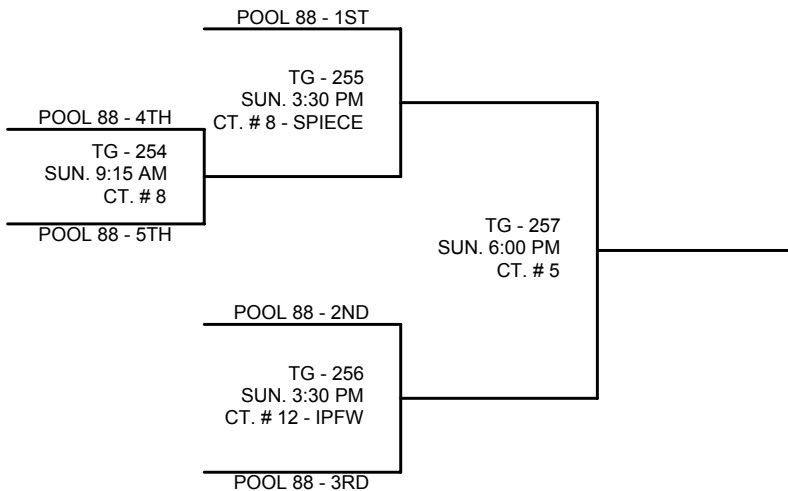 POOL 88 - 1ST
TG - 255
SUN. 3:30 PM
CT. # 8 - SPIECE
POOL 88 - 4TH
TG - 254
SUN. 9:15 AM
CT. # 8
POOL 88 - 5TH
TG - 257
SUN. 6:00 PM
CT. # 5
POOL 88 - 2ND
TG - 256
SUN. 3:30 PM
CT. # 12 - IPFW
POOL 88 - 3RD